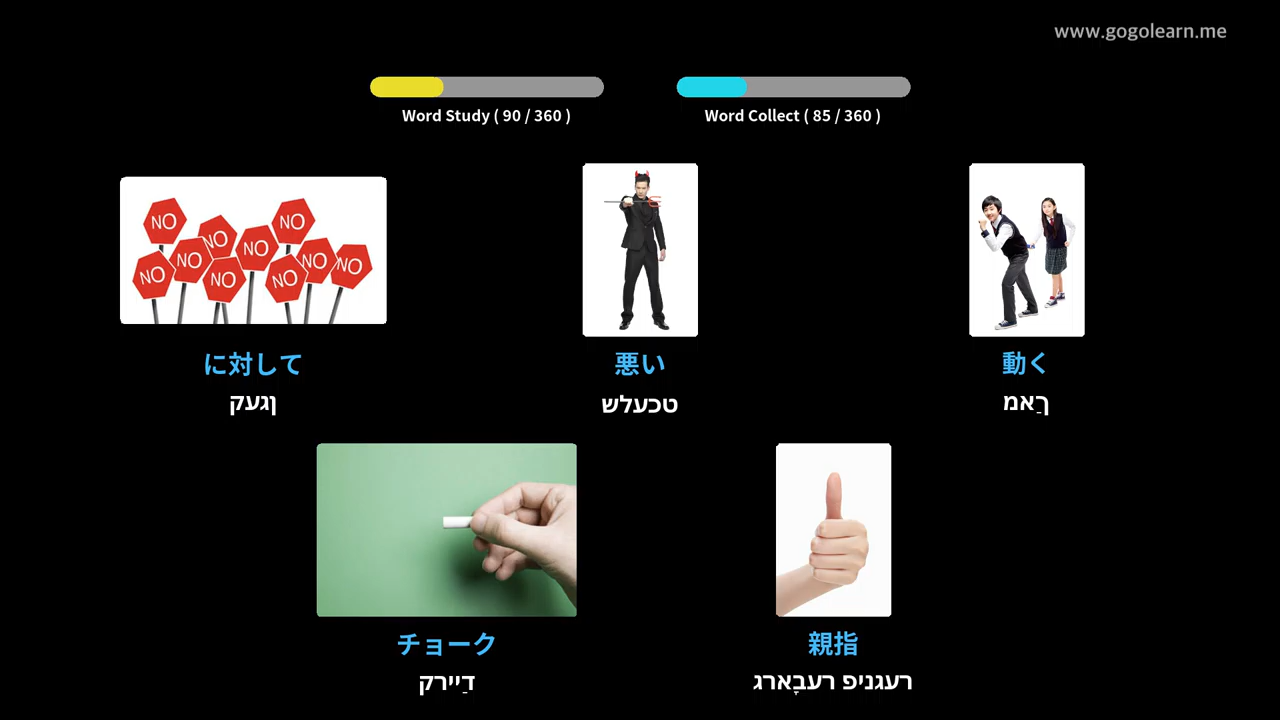 www.gogolearn.me
Word Study ( 90 / 360 )
Word Collect ( 85 / 360 )
に対して
קעגן
悪い
שלעכט
動く
מאַך
チョーク
קרייַד
親指
גראָבער פינגער
NO
NO
NO
NO
NO
NO
NO
NO
NO